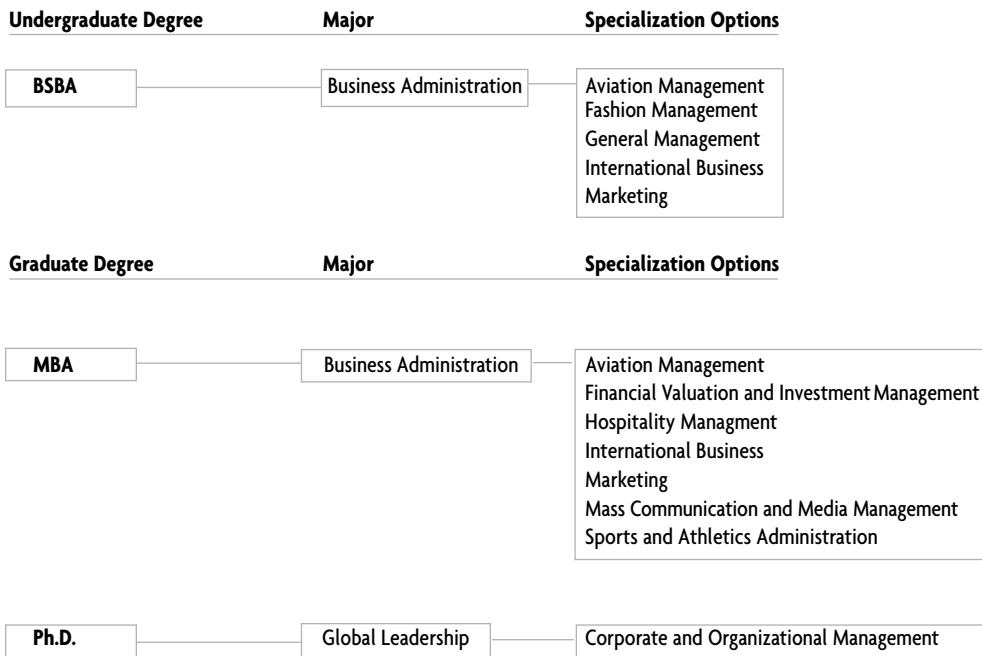 Undergraduate Degree Major Specialization Options
BSBA Business Administration Aviation Management
Fashion Management
General Management
International Business
Marketing
Graduate Degree Major Specialization Options
MBA Business Administration Aviation Management
Financial Valuation and Investment Management
Hospitality Managment
International Business
Marketing
Mass Communication and Media Management
Sports and Athletics Administration
Ph.D. Global Leadership Corporate and Organizational Management